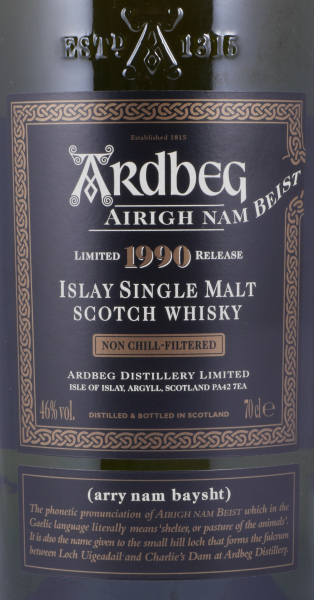 ESTD 1815
Established 1815
ARDBEG
AIRIGH NAM BEIST
LIMITED 1990 RELEASE
ISLAY SINGLE MALT
SCOTCH WHISKY
NON CHILL-FILTERED
ARDBEG DISTILLERY LIMITED
ISLE OF ISLAY, ARGYLL, SCOTLAND PA42 7EA
46% vol. DISTILLED & BOTTLED IN SCOTLAND 70 cl e
(arry nam baysht)
The phonetic pronunciation of AIRIGH NAM BEIST which in the
Gaelic language literally means 'shelter, or pasture of the animals'.
It is also the name given to the small hill loch that forms the fulcrum
between Loch Uigeadail and Charlie's Dam at Ardbeg Distillery.